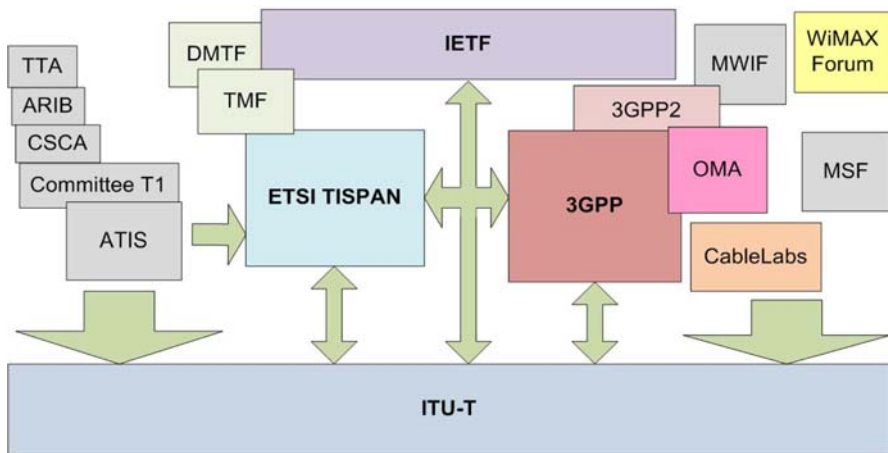 IETF
DMTF
TMF
TTA
ARIB
CSCA
Committee T1
ATIS
ETSI TISPAN
3GPP2
3GPP
OMA
MWIF
WiMAX
Forum
MSF
CableLabs
ITU-T